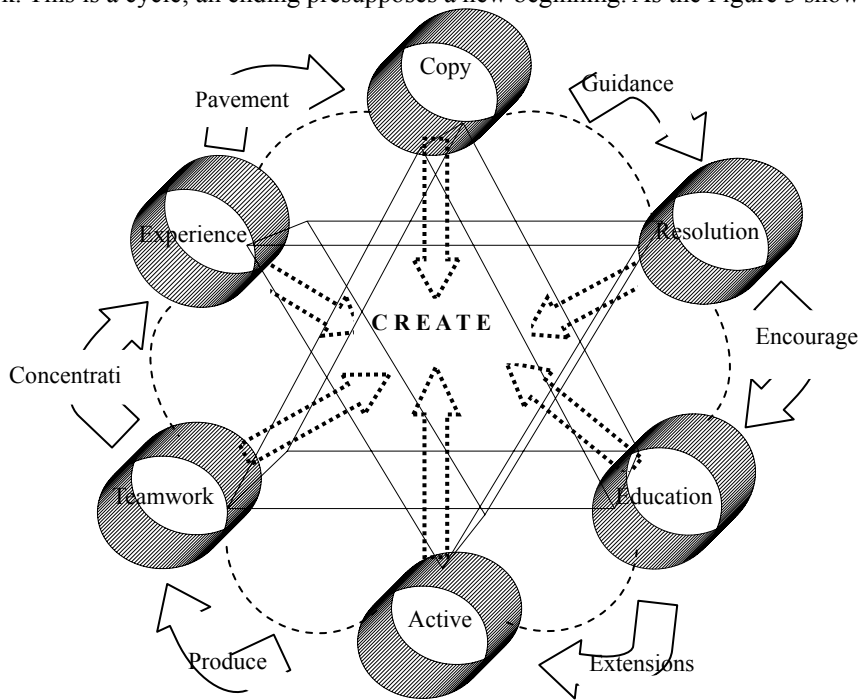 k. This is a cycle, an ending presupposes a new beginning. As the Figure 3 show
Copy
Guidance
Pavement
Experience
Resolution
CREATE
Encourage
Concentrati
Teamwork
Education
Active
Produce
Extensions